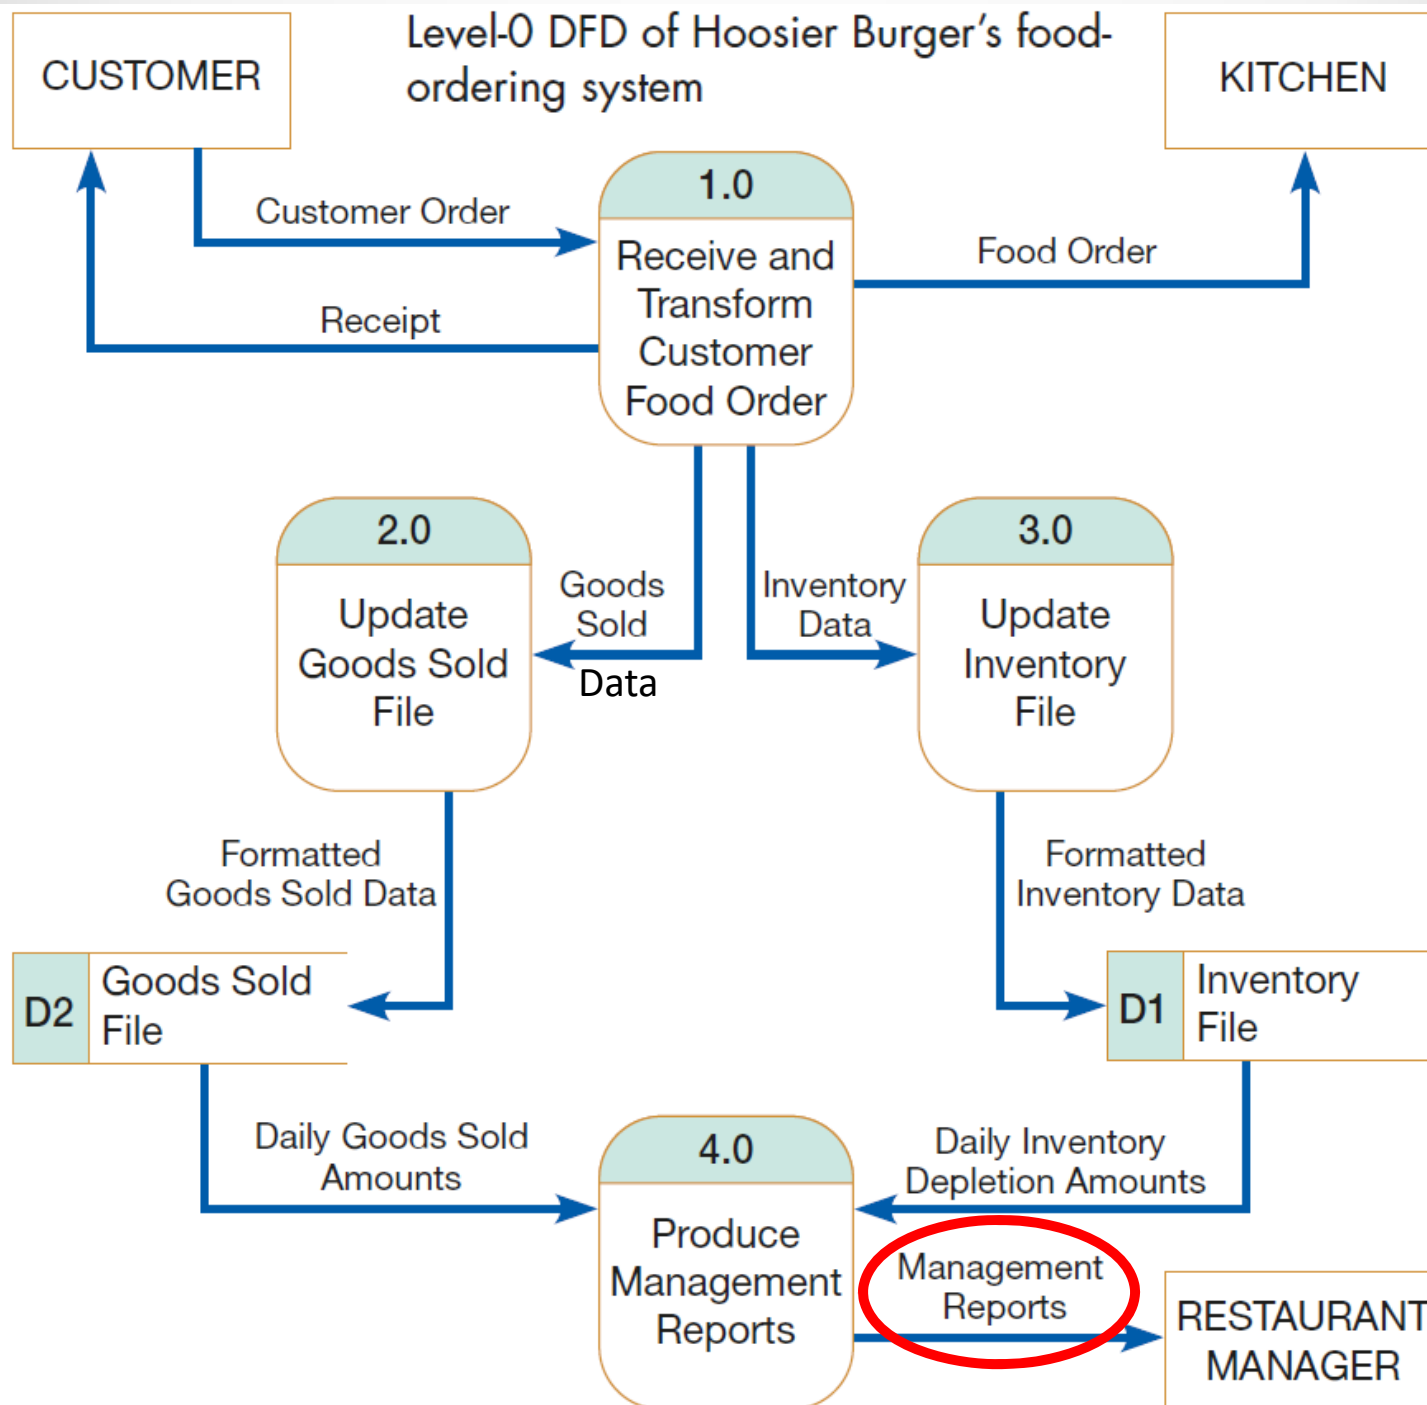 Level-0 DFD of Hoosier Burger's food-
ordering system
CUSTOMER
KITCHEN
1.0
Receive and
Transform
Customer
Food Order
Customer Order
Receipt
Food Order
2.0
Update
Goods Sold
File
Goods
Sold
Data
Inventory
Data
3.0
Update
Inventory
File
Formatted
Goods Sold Data
Formatted
Inventory Data
D2
Goods Sold
File
D1
Inventory
File
Daily Goods Sold
Amounts
4.0
Produce
Management
Reports
Daily Inventory
Depletion Amounts
Management
Reports
RESTAURANT
MANAGER